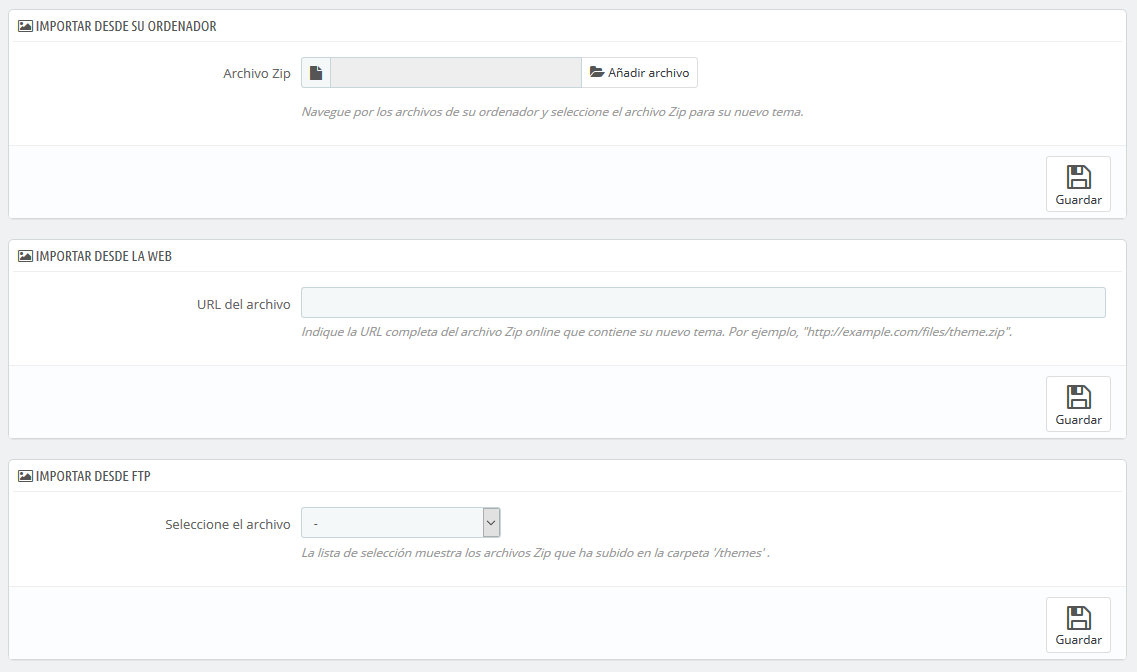 IMPORTAR DESDE SU ORDENADOR
Archivo Zip
Añadir archivo
Navegue por los archivos de su ordenador y seleccione el archivo Zip para su nuevo tema.
Guardar
IMPORTAR DESDE LA WEB
URL del archivo
Indique la URL completa del archivo Zip online que contiene su nuevo tema. Por ejemplo, "http://example.com/files/theme.zip".
Guardar
IMPORTAR DESDE FTP
Seleccione el archivo
-
La lista de selección muestra los archivos Zip que ha subido en la carpeta '/themes' .
Guardar